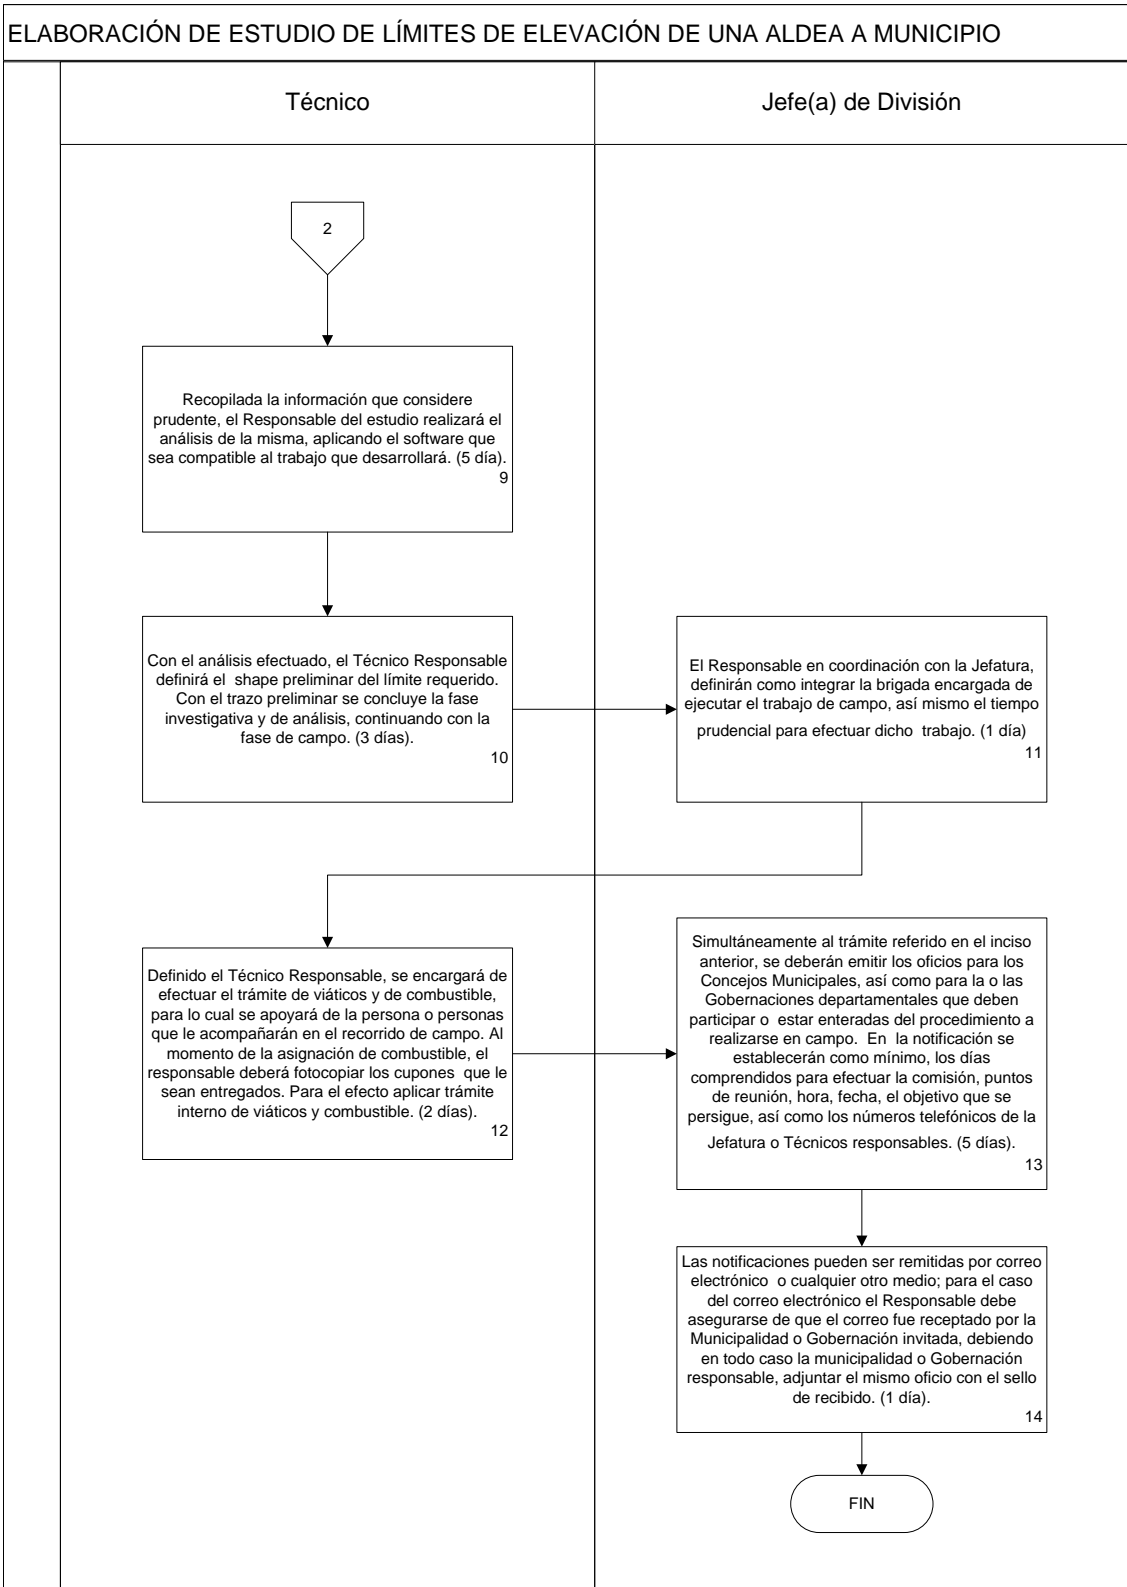 ELABORACIÓN DE ESTUDIO DE LÍMITES DE ELEVACIÓN DE UNA ALDEA A MUNICIPIO
Técnico
Jefe(a) de División
2
Recopilada la información que considere
prudente, el Responsable del estudio realizará el
análisis de la misma, aplicando el software que
sea compatible al trabajo que desarrollará. (5 día).
9
Con el análisis efectuado, el Técnico Responsable
definirá el shape preliminar del límite requerido.
Con el trazo preliminar se concluye la fase
investigativa y de análisis, continuando con la
fase de campo. (3 días).
10
El Responsable en coordinación con la Jefatura,
definirán como integrar la brigada encargada de
ejecutar el trabajo de campo, así mismo el tiempo
prudencial para efectuar dicho trabajo. (1 día)
11
Definido el Técnico Responsable, se encargará de
efectuar el trámite de viáticos y de combustible,
para lo cual se apoyará de la persona o personas
que le acompañarán en el recorrido de campo. Al
momento de la asignación de combustible, el
responsable deberá fotocopiar los cupones que le
sean entregados. Para el efecto aplicar trámite
interno de viáticos y combustible. (2 días).
12
Simultáneamente al trámite referido en el inciso
anterior, se deberán emitir los oficios para los
Concejos Municipales, así como para la o las
Gobernaciones departamentales que deben
participar o estar enteradas del procedimiento a
realizarse en campo. En la notificación se
establecerán como mínimo, los días
comprendidos para efectuar la comisión, puntos
de reunión, hora, fecha, el objetivo que se
persigue, así como los números telefónicos de la
Jefatura o Técnicos responsables. (5 días).
13
Las notificaciones pueden ser remitidas por correo
electrónico o cualquier otro medio; para el caso
del correo electrónico el Responsable debe
asegurarse de que el correo fue receptado por la
Municipalidad o Gobernación invitada, debiendo
en todo caso la municipalidad o Gobernación
responsable, adjuntar el mismo oficio con el sello
de recibido. (1 día).
14
FIN